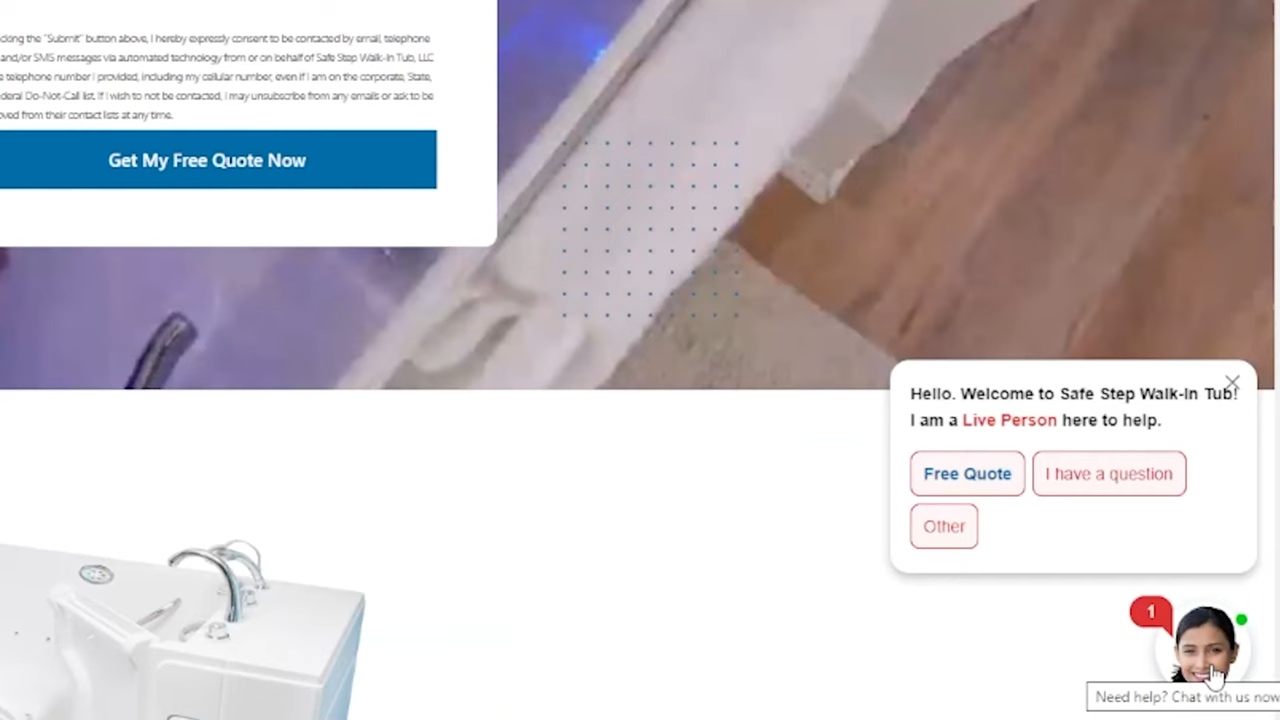 cking the "Submit" button above, I hereby expressly consent to be contacted by email, telephone
and/or SMS messages via automated technology from or on behalf of Safe Step Walk-In Tub, LLC
e telephone number I provided, including my cellular number, even if I am on the corporate, State,
deral Do-Not-Call list. If I wish to not be contacted, I may unsubscribe from any emails or ask to be
oved from their contact lists at any time.
Get My Free Quote Now
Hello. Welcome to Safe Step Walk-In Tub!
I am a Live Person here to help.
Free Quote I have a question
Other
1
Need help? Chat with us now